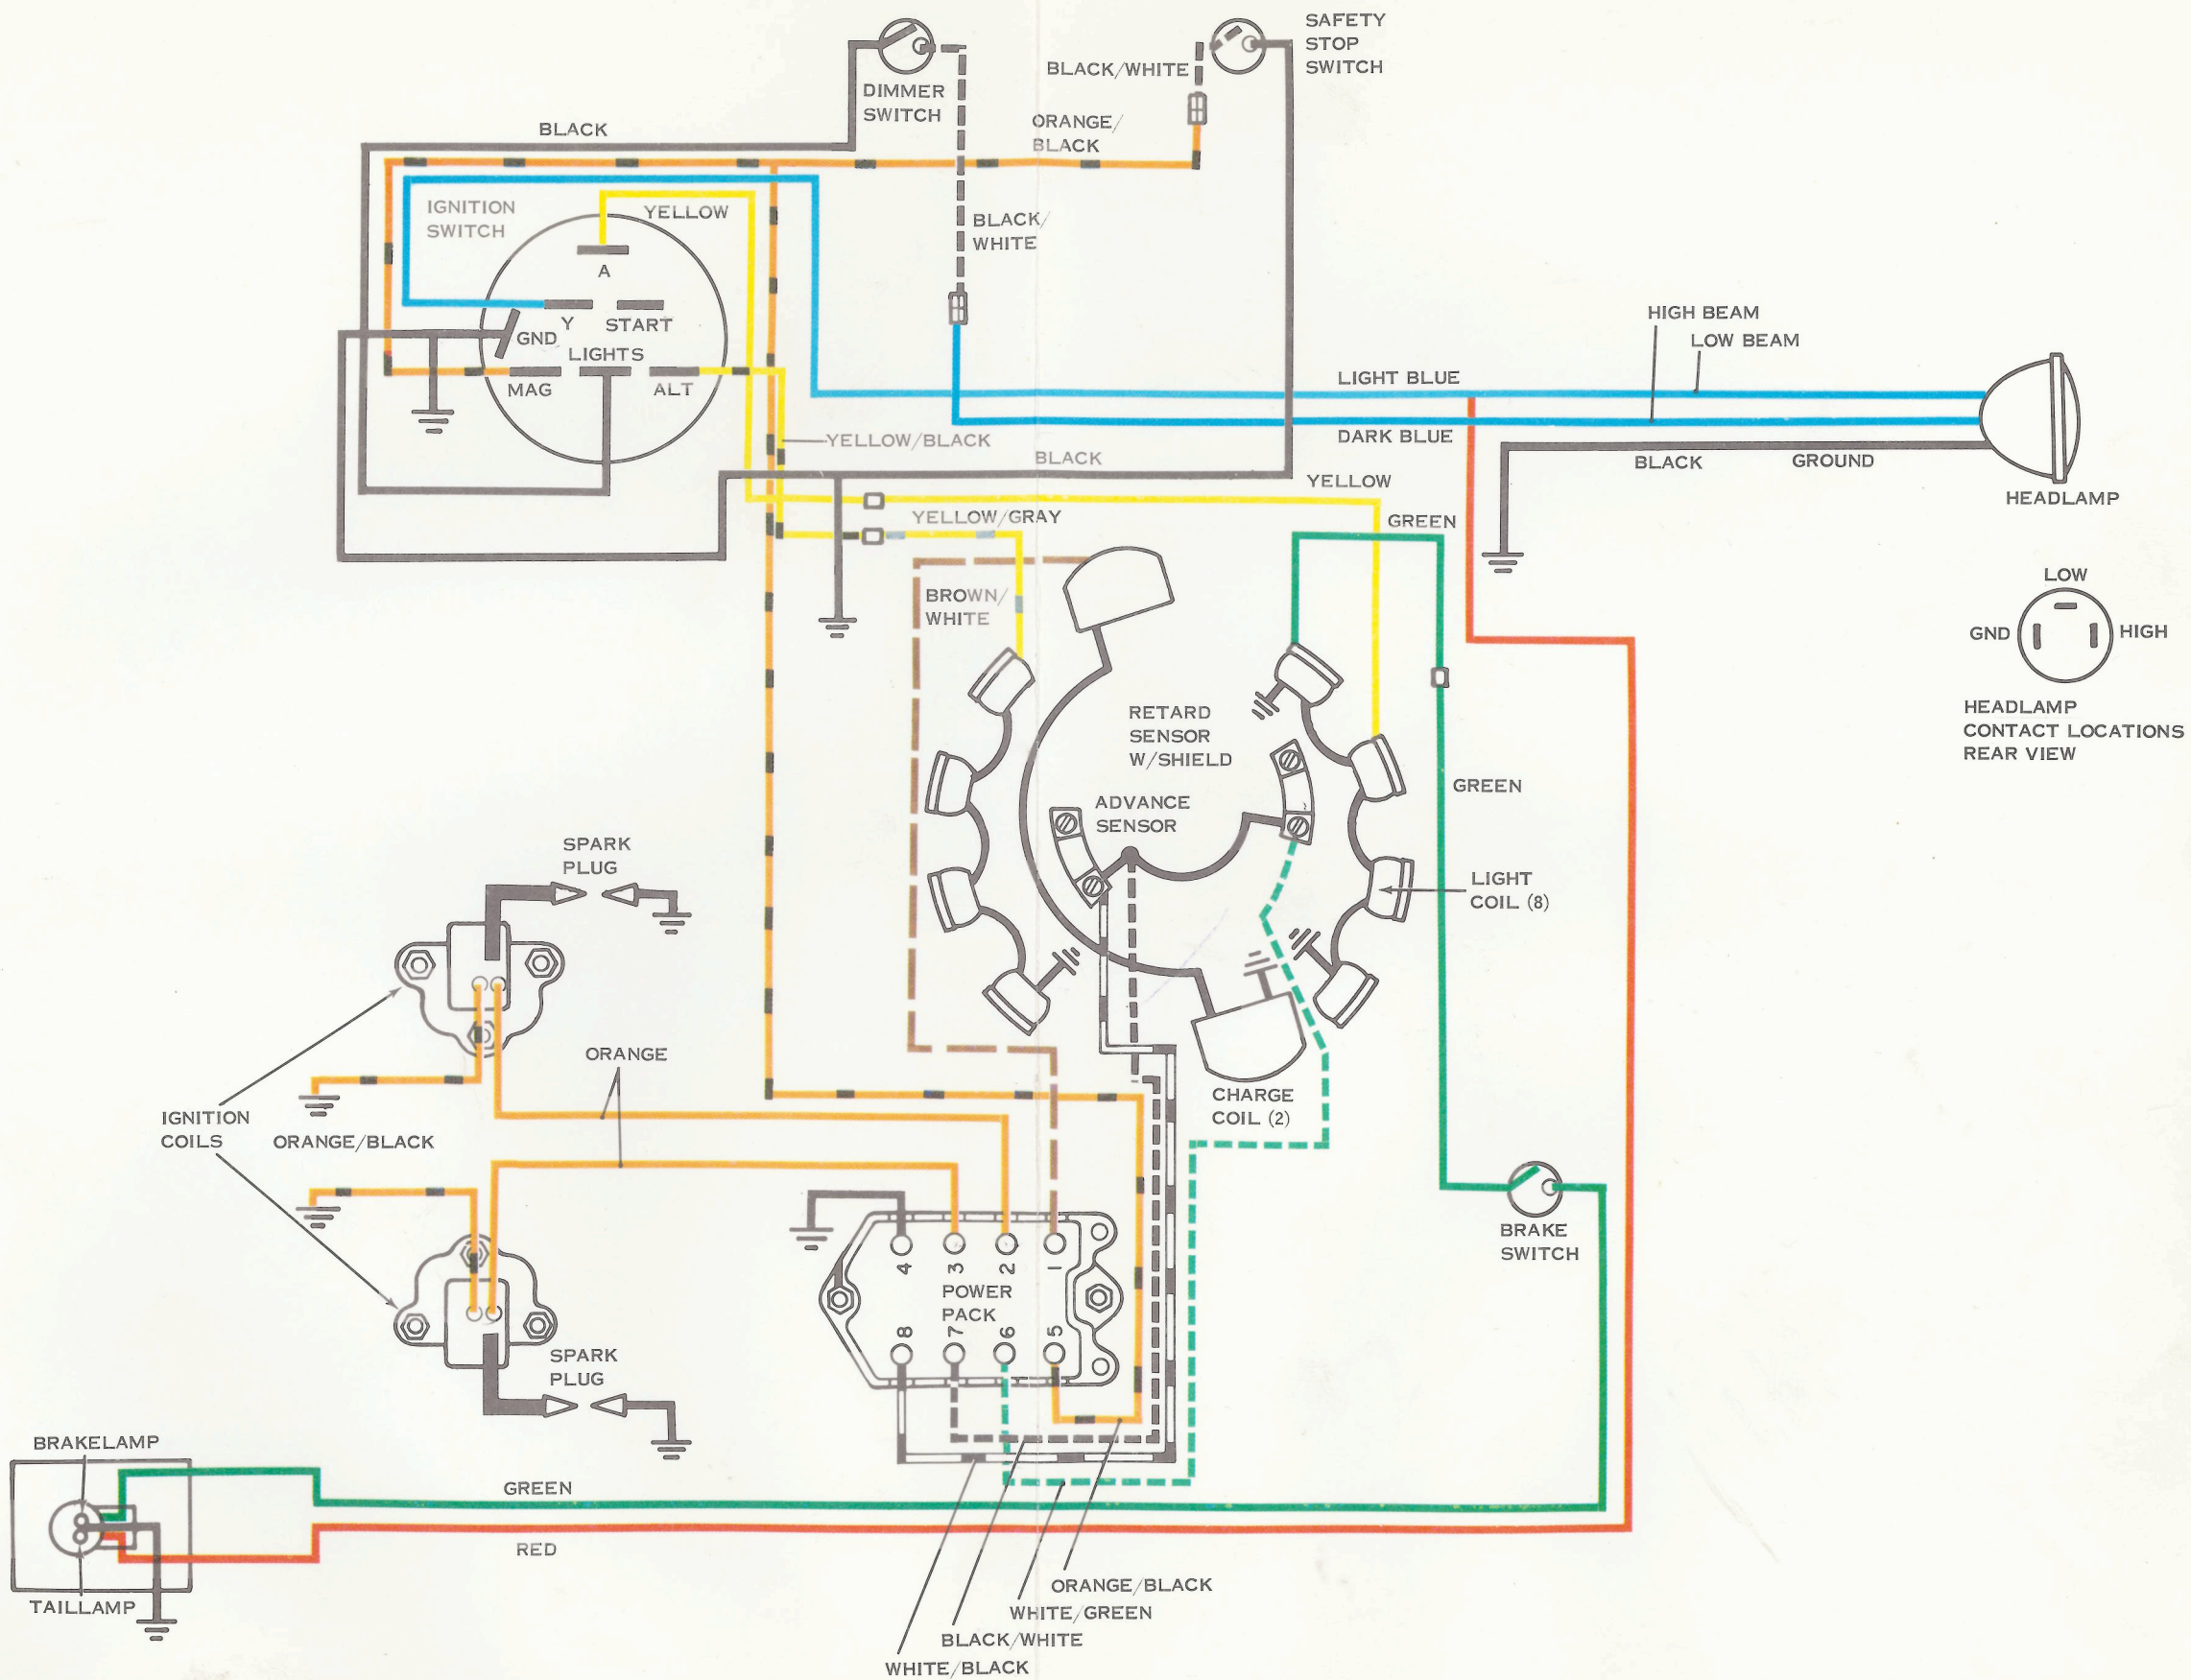 SAFETY
STOP
SWITCH
BLACK/WHITE
DIMMER
SWITCH
BLACK
ORANGE/
BLACK
IGNITION
SWITCH
YELLOW
BLACK/
WHITE
A
Y
START
GND
LIGHTS
MAG
ALT
HIGH BEAM
LOW BEAM
LIGHT BLUE
DARK BLUE
YELLOW/BLACK
BLACK
BLACK
GROUND
HEADLAMP
YELLOW
YELLOW/GRAY
GREEN
BROWN/
WHITE
LOW
GND
HIGH
HEADLAMP
CONTACT LOCATIONS
REAR VIEW
RETARD
SENSOR
W/SHIELD
GREEN
ADVANCE
SENSOR
SPARK
PLUG
LIGHT
COIL (8)
ORANGE
CHARGE
COIL (2)
IGNITION
COILS
ORANGE/BLACK
BRAKE
SWITCH
4
3
2
1
POWER
PACK
8
7
6
5
SPARK
PLUG
BRAKELAMP
GREEN
RED
TAILLAMP
ORANGE/BLACK
WHITE/GREEN
BLACK/WHITE
WHITE/BLACK